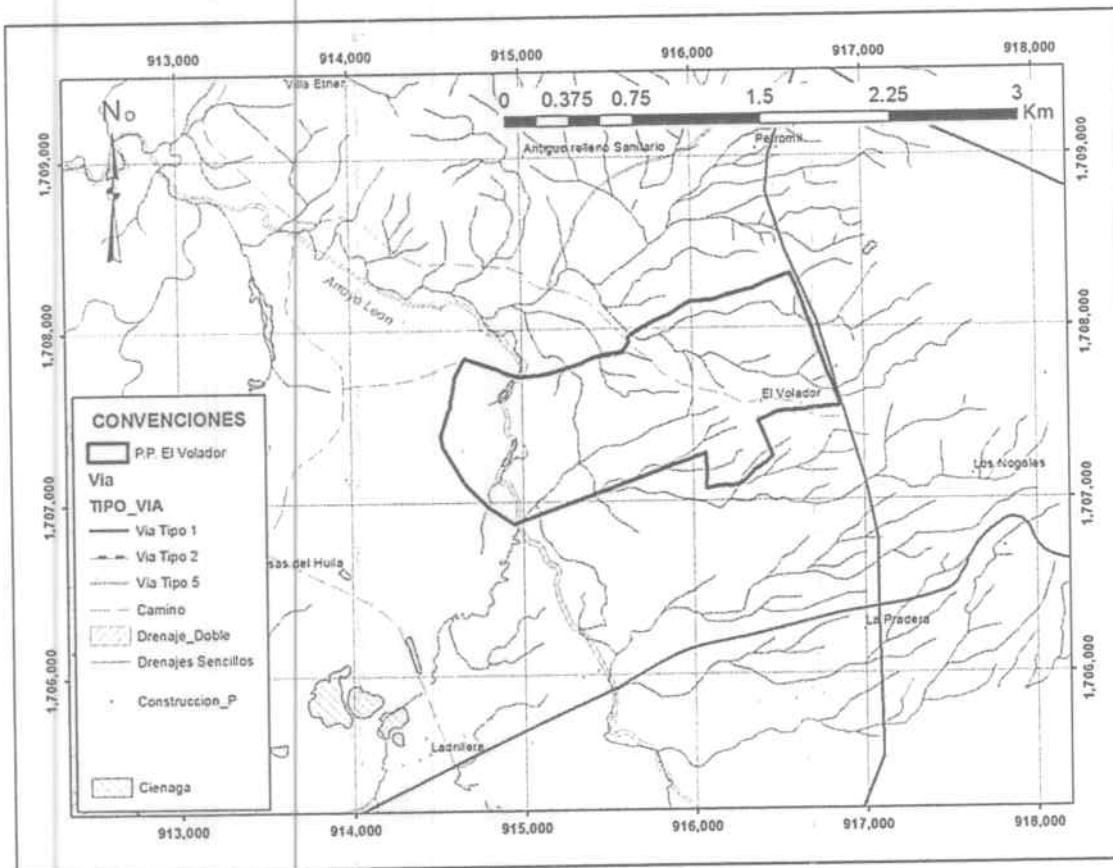 913,000 914,000 915,000 916,000 917,000 918,000
Villa Etner
0 0.375 0.75 1.5 2.25 3
Km
No
Antiguo relleno Sanitario
Petromil
1,709,000
1,709,000
Arroyo Leon
1,708,000
1,708,000
El Volador
Los Nogales
1,707,000
1,707,000
sas del Huila
La Pradera
1,706,000
1,706,000
Ladrillera
CONVENCIONES
P.P. El Volador
Via
TIPO_VIA
Via Tipo 1
Via Tipo 2
Via Tipo 5
Camino
Drenaje_Doble
Drenajes Sencillos
Construccion_P
Cienaga
913,000 914,000 915,000 916,000 917,000 918,000